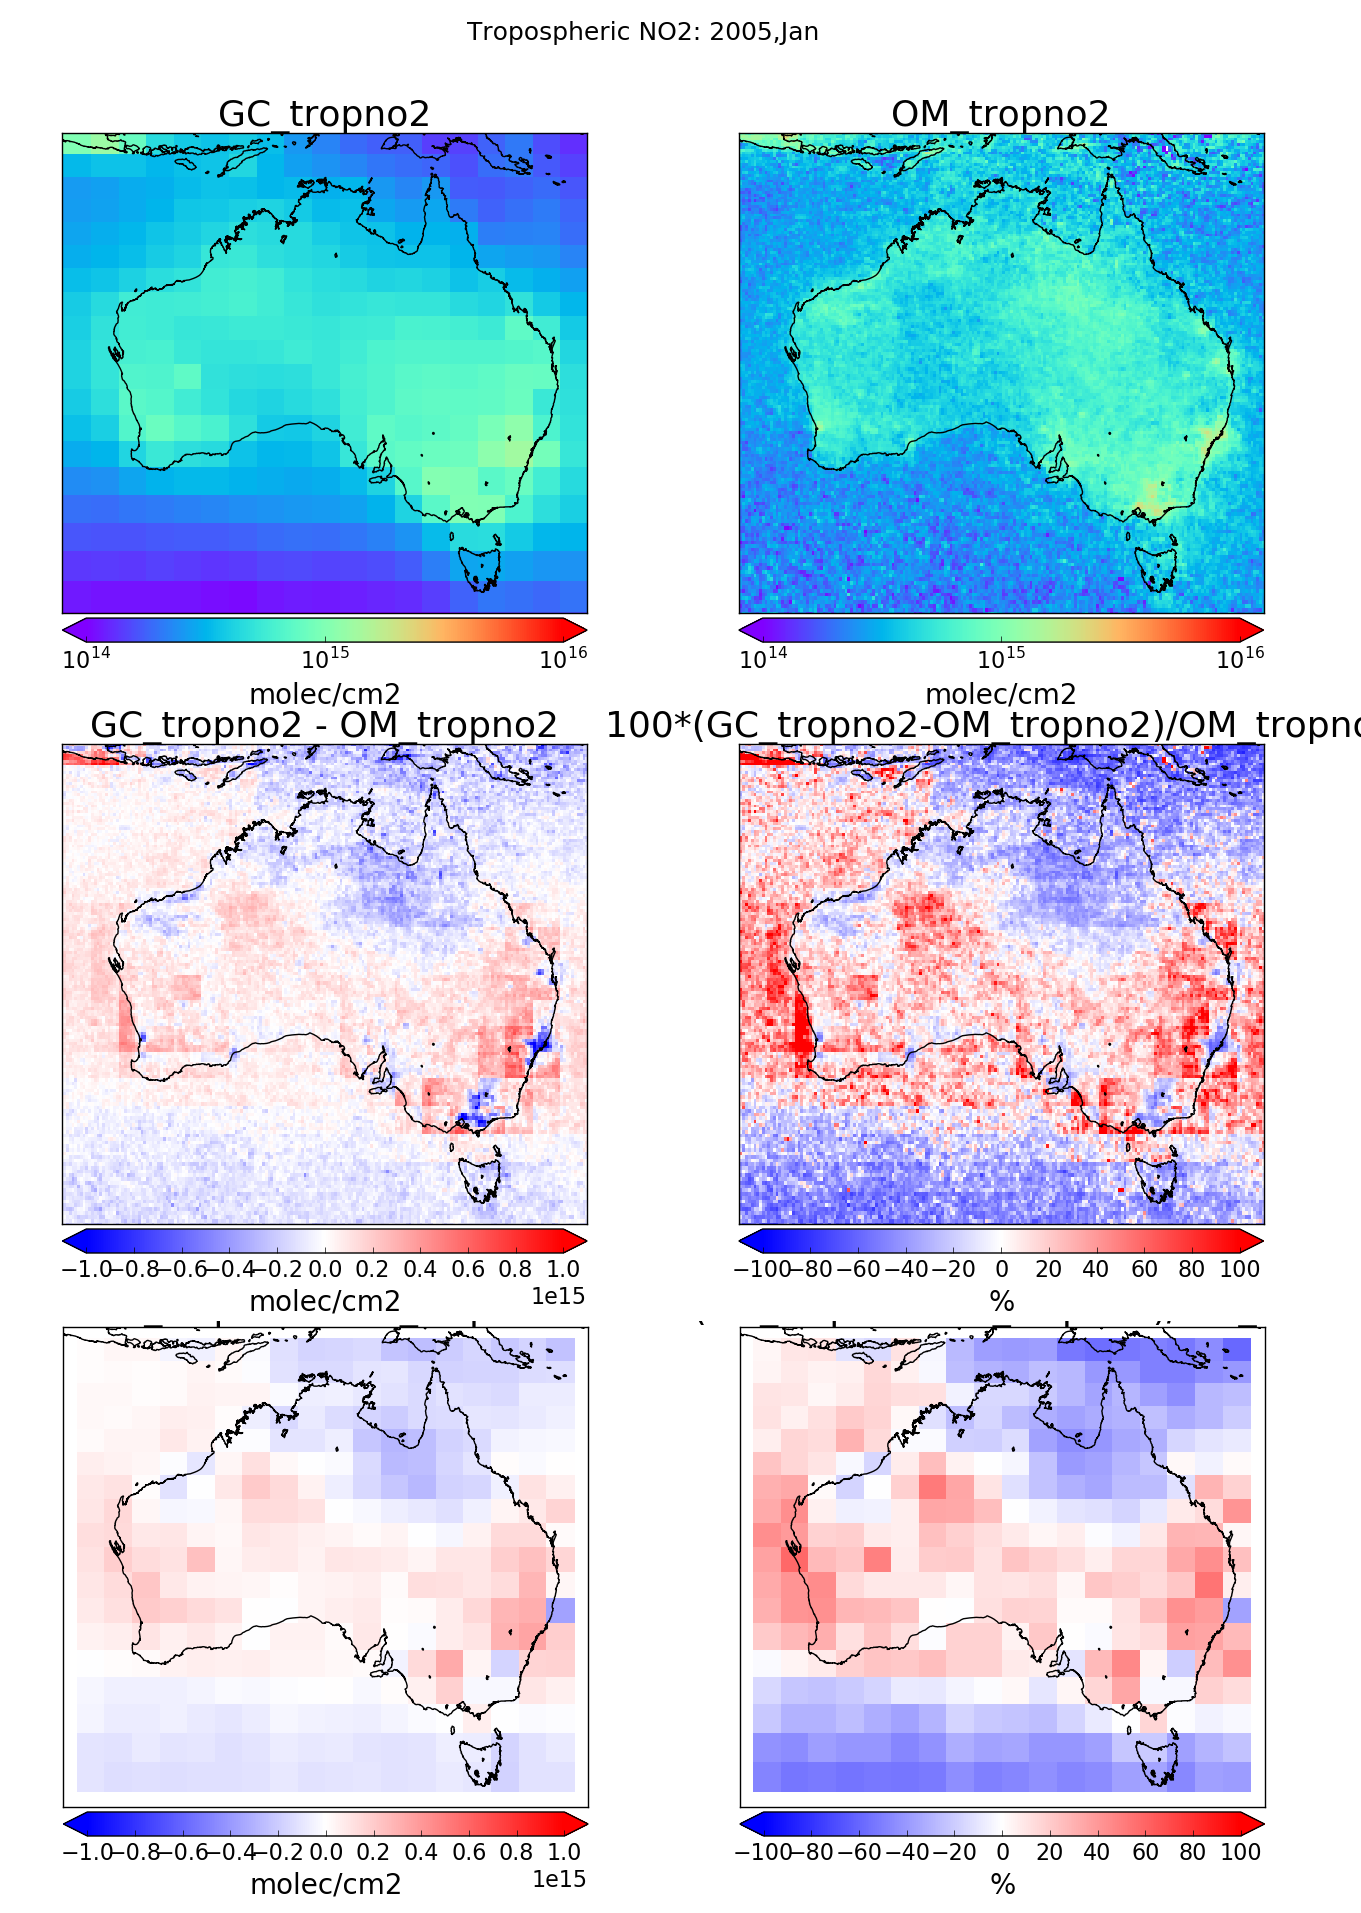 Tropospheric NO2: 2005,Jan
GC_tropno2
OM_tropno2
10^14 10^15 10^16
molec/cm2
10^14 10^15 10^16
molec/cm2
GC_tropno2 - OM_tropno2
100*(GC_tropno2-OM_tropno2)/OM_tropno
−1.0 −0.8 −0.6 −0.4 −0.2 0.0 0.2 0.4 0.6 0.8 1.0
1e15
molec/cm2
−100 −80 −60 −40 −20 0 20 40 60 80 100
%
−1.0 −0.8 −0.6 −0.4 −0.2 0.0 0.2 0.4 0.6 0.8 1.0
1e15
molec/cm2
−100 −80 −60 −40 −20 0 20 40 60 80 100
%